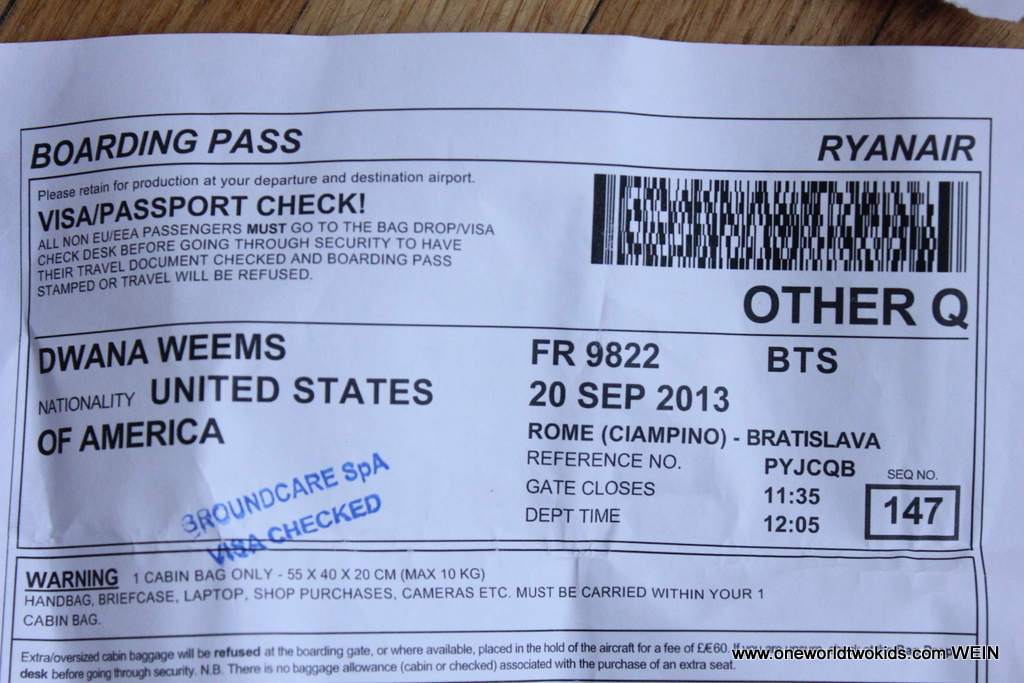 BOARDING PASS
RYANAIR
Please retain for production at your departure and destination airport.
VISA/PASSPORT CHECK!
ALL NON EU/EEA PASSENGERS MUST GO TO THE BAG DROP/VISA
CHECK DESK BEFORE GOING THROUGH SECURITY TO HAVE
THEIR TRAVEL DOCUMENT CHECKED AND BOARDING PASS
STAMPED OR TRAVEL WILL BE REFUSED.
OTHER Q
DWANA WEEMS
NATIONALITY UNITED STATES
OF AMERICA
FR 9822 BTS
20 SEP 2013
ROME (CIAMPINO) - BRATISLAVA
REFERENCE NO. PYJCQB
GATE CLOSES 11:35
DEPT TIME 12:05
SEQ NO.
147
GROUNDCARE SpA
VISA CHECKED
WARNING 1 CABIN BAG ONLY - 55 X 40 X 20 CM (MAX 10 KG)
HANDBAG, BRIEFCASE, LAPTOP, SHOP PURCHASES, CAMERAS ETC. MUST BE CARRIED WITHIN YOUR 1
CABIN BAG.
Extra/oversized cabin baggage will be refused at the boarding gate, or where available, placed in the hold of the aircraft for a fee of £/€60. If you are unsure
desk before going through security. N.B. There is no baggage allowance (cabin or checked) associated with the purchase of an extra seat.
www.oneworldtwokids.com WEIN